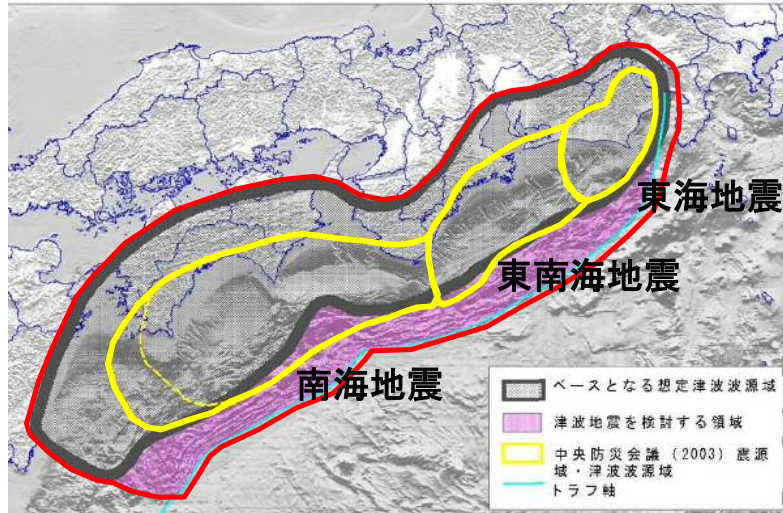 東海地震
東南海地震
南海地震
ベースとなる想定津波波源域
津波地震を検討する領域
中央防災会議(2003)震源
域・津波波源域
トラフ軸